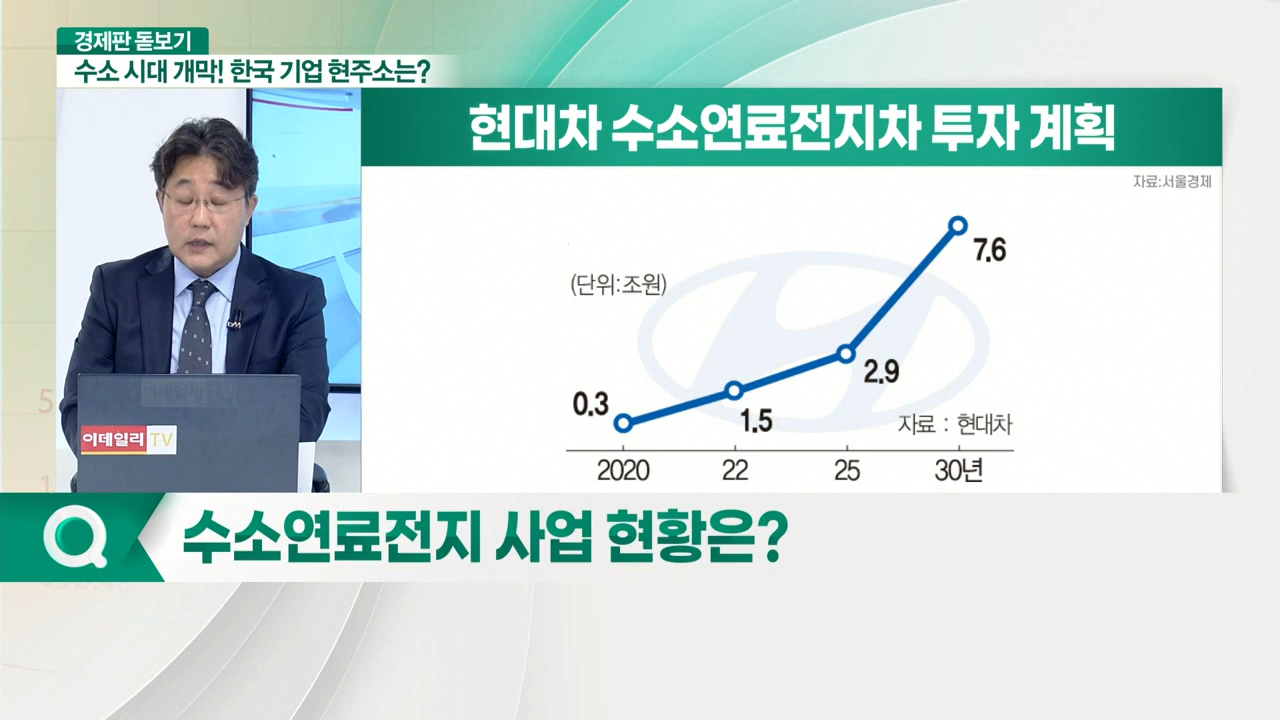 경제판 돋보기
수소 시대 개막! 한국 기업 현주소는?
현대차 수소연료전지차 투자 계획
자료:서울경제
(단위:조원)
7.6
2.9
1.5
0.3
자료 : 현대차
2020 22 25 30년
이데일리TV
5
1
수소연료전지 사업 현황은?